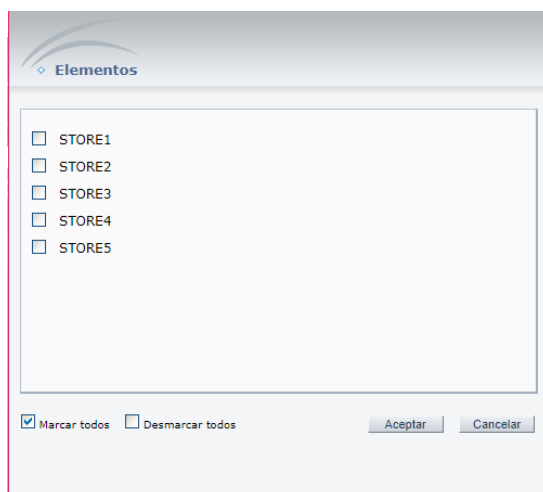 Elementos
STORE1
STORE2
STORE3
STORE4
STORE5
Marcar todos Desmarcar todos Aceptar Cancelar